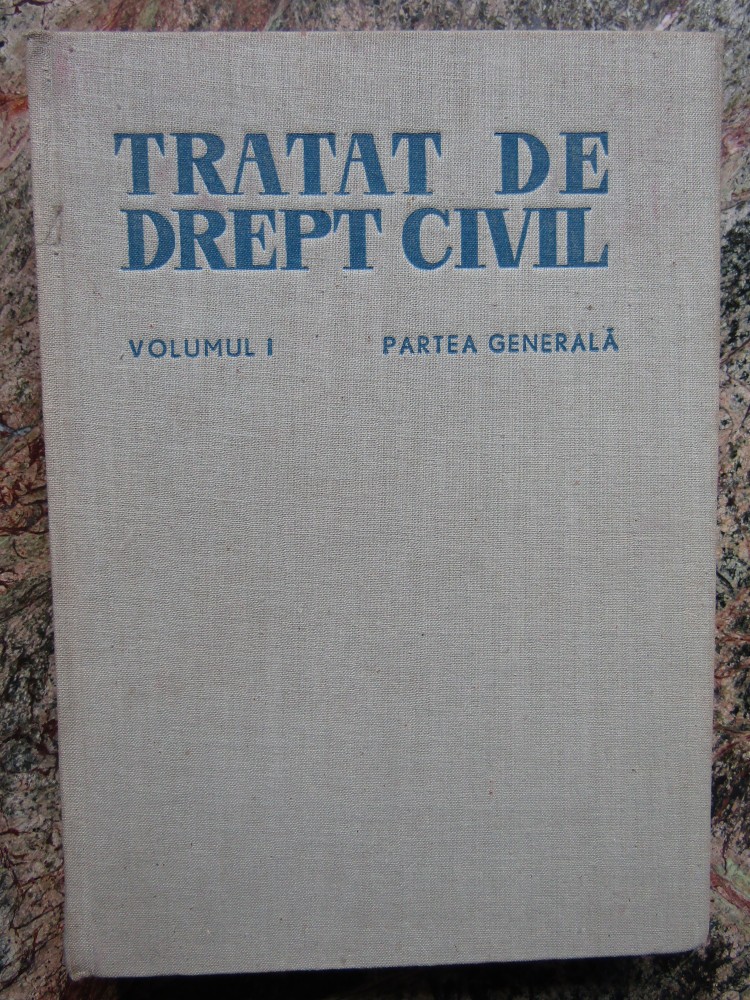 TRATAT DE
DREPT CIVIL
VOLUMUL I PARTEA GENERALĂ